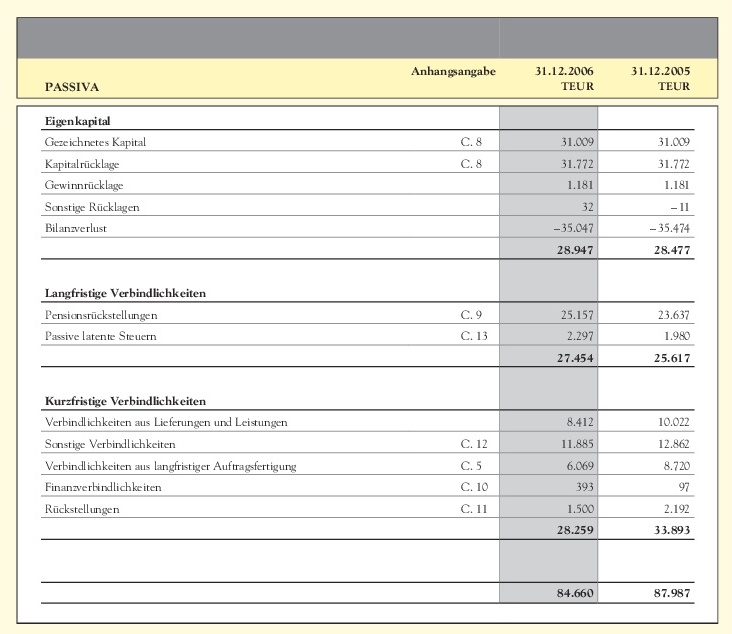 Anhangsangabe 31.12.2006 31.12.2005
PASSIVA TEUR TEUR
Eigenkapital
Gezeichnetes Kapital C. 8 31.009 31.009
Kapitalrücklage C. 8 31.772 31.772
Gewinnrücklage 1.181 1.181
Sonstige Rücklagen 32 –11
Bilanzverlust –35.047 –35.474
28.947 28.477
Langfristige Verbindlichkeiten
Pensionsrückstellungen C. 9 25.157 23.637
Passive latente Steuern C. 13 2.297 1.980
27.454 25.617
Kurzfristige Verbindlichkeiten
Verbindlichkeiten aus Lieferungen und Leistungen 8.412 10.022
Sonstige Verbindlichkeiten C. 12 11.885 12.862
Verbindlichkeiten aus langfristiger Auftragsfertigung C. 5 6.069 8.720
Finanzverbindlichkeiten C. 10 393 97
Rückstellungen C. 11 1.500 2.192
28.259 33.893
84.660 87.987